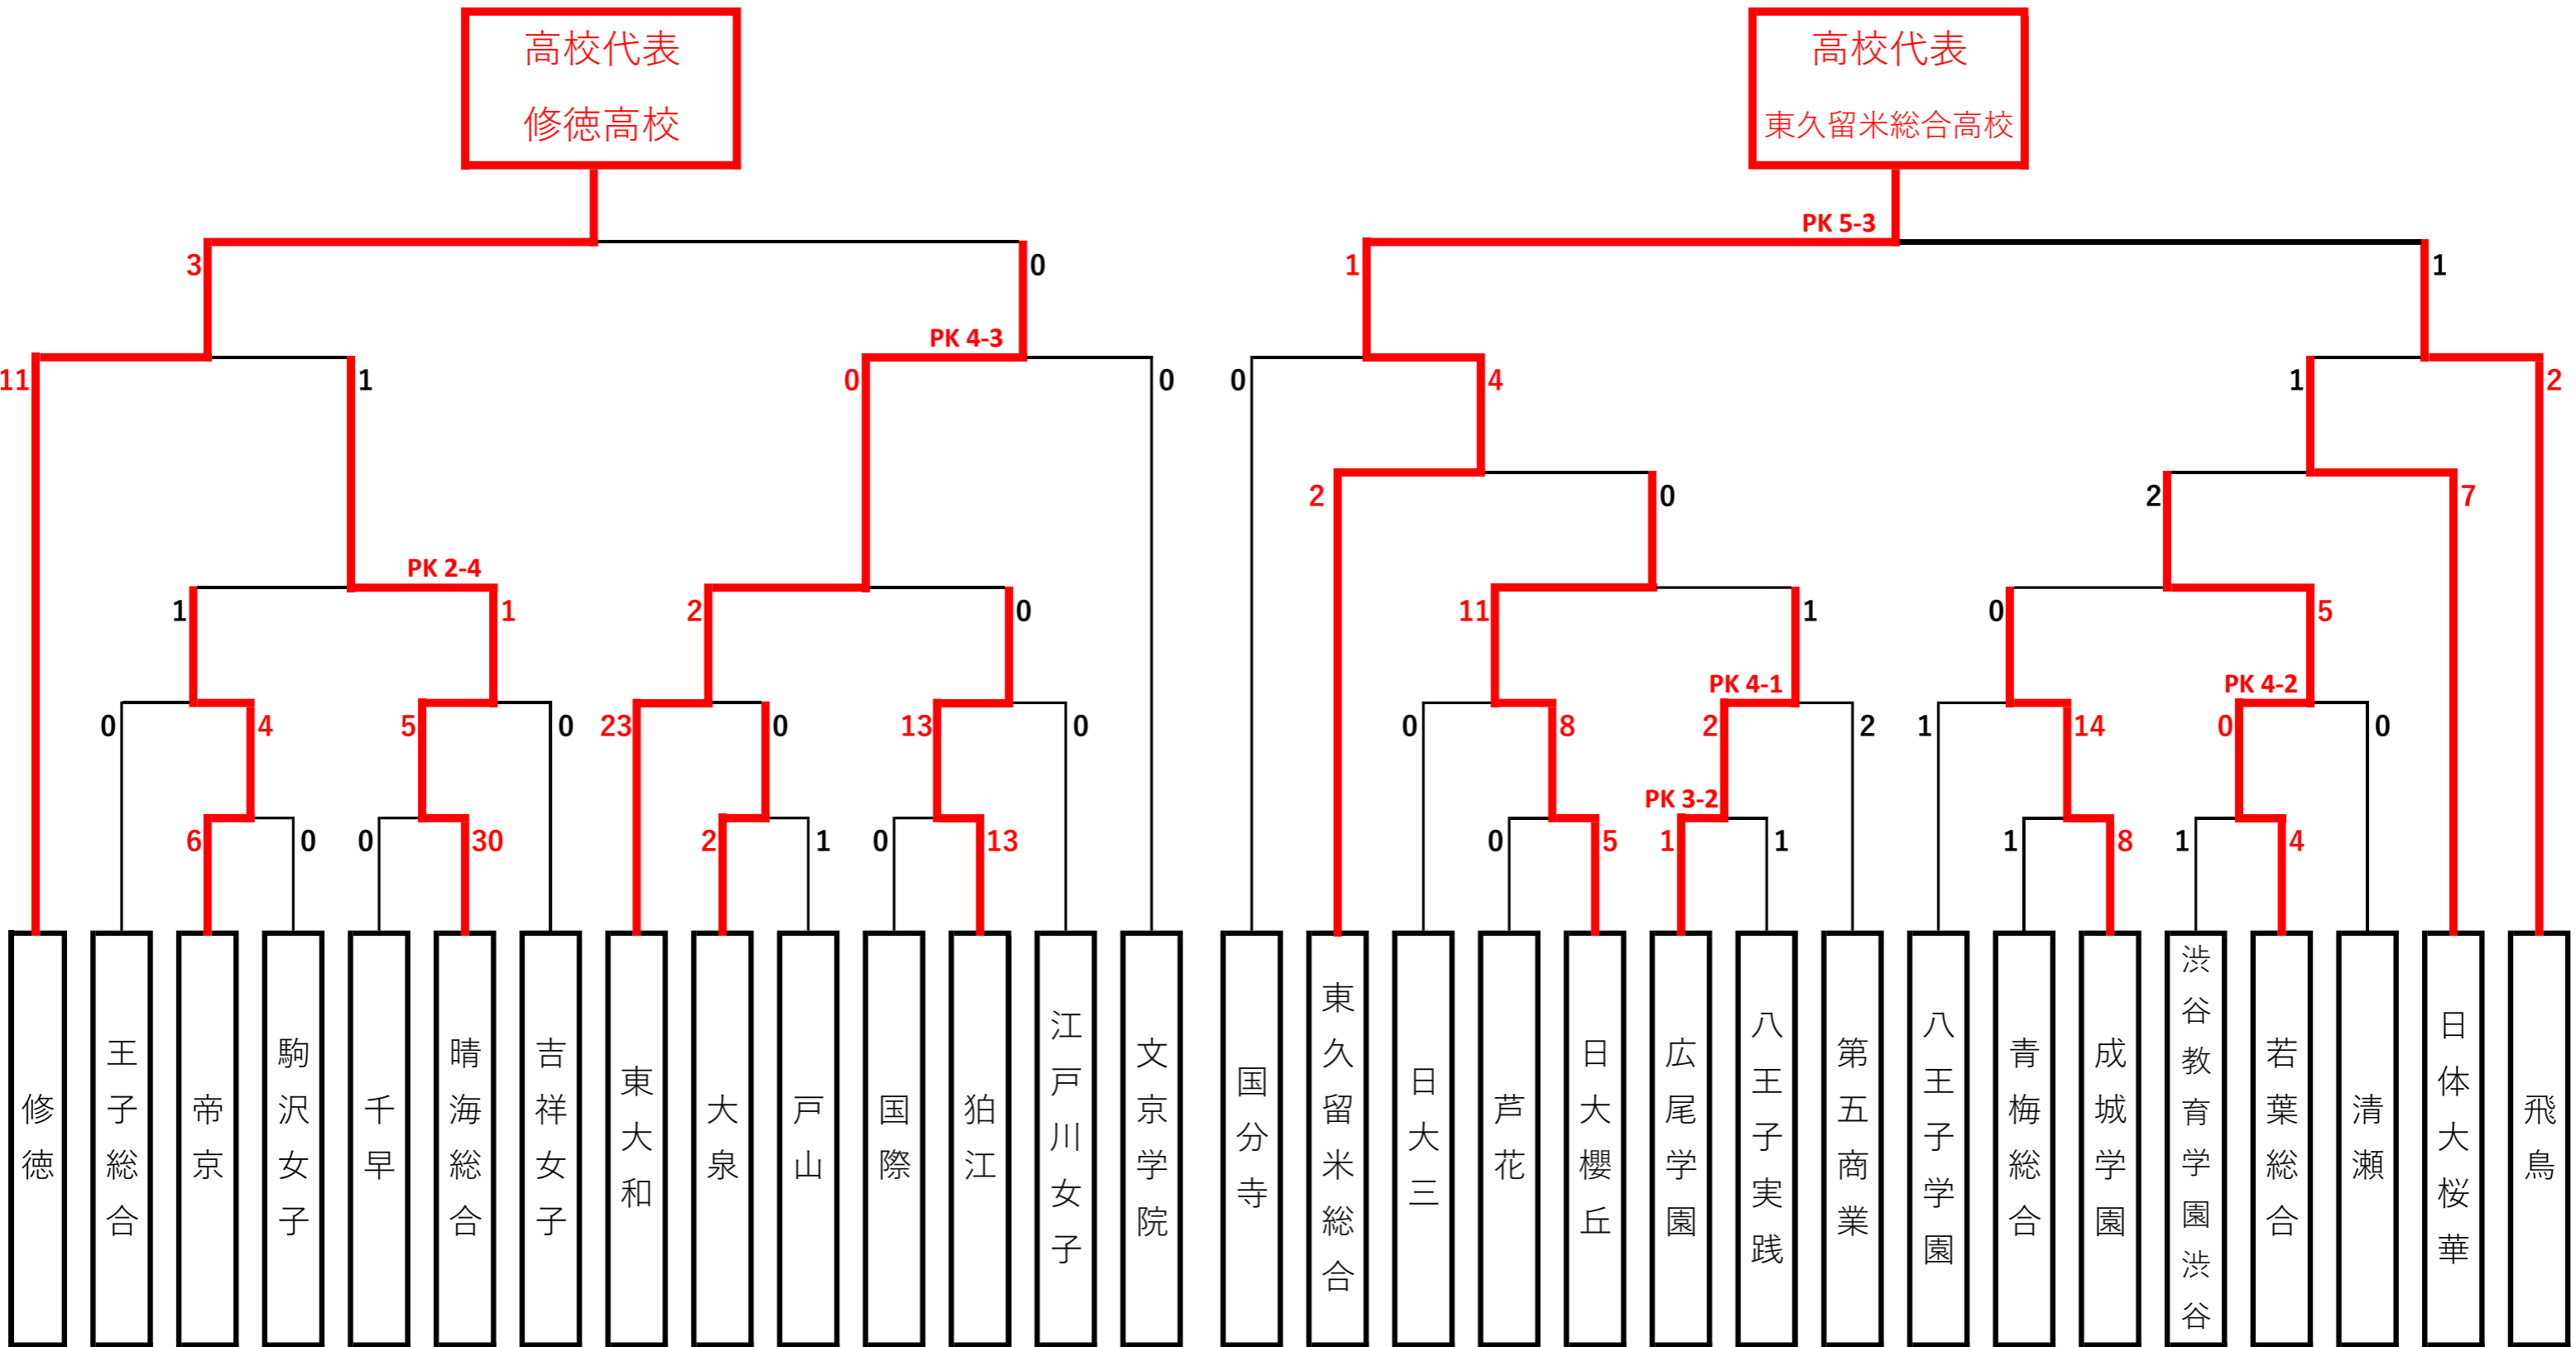 高校代表
修徳高校
高校代表
東久留米総合高校
PK 5-3
3
0
1
1
PK 4-3
11
1
0
0
0
4
1
2
2
0
2
7
PK 2-4
1
1
2
0
11
1
0
5
PK 4-1
PK 4-2
0
4
5
0
23
0
13
0
0
8
2
2
1
14
0
0
PK 3-2
6
0
0
30
2
1
0
13
0
5
1
1
1
8
1
4
修徳
王子総合
帝京
駒沢女子
千早
晴海総合
吉祥女子
東大和
大泉
戸山
国際
狛江
江戸川女子
文京学院
国分寺
東久留米総合
日大三
芦花
日大櫻丘
広尾学園
八王子実践
第五商業
八王子学園
青梅総合
成城学園
渋谷教育学園渋谷
若葉総合
清瀬
日体大桜華
飛鳥